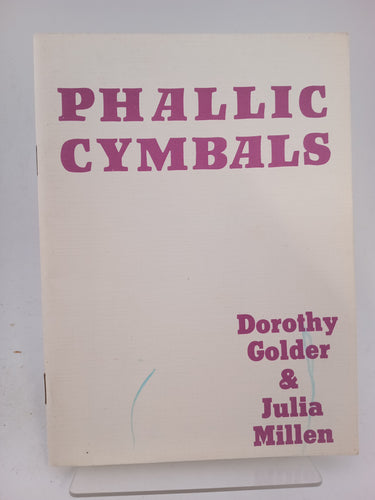 PHALLIC
CYMBALS
Dorothy
Golder
&
Julia
Millen